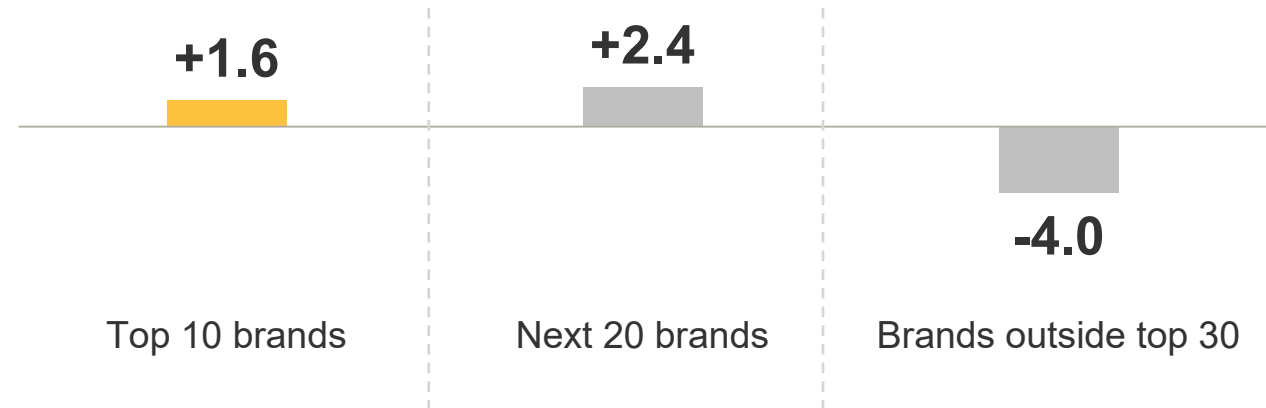 +1.6
+2.4
-4.0
Top 10 brands
Next 20 brands
Brands outside top 30